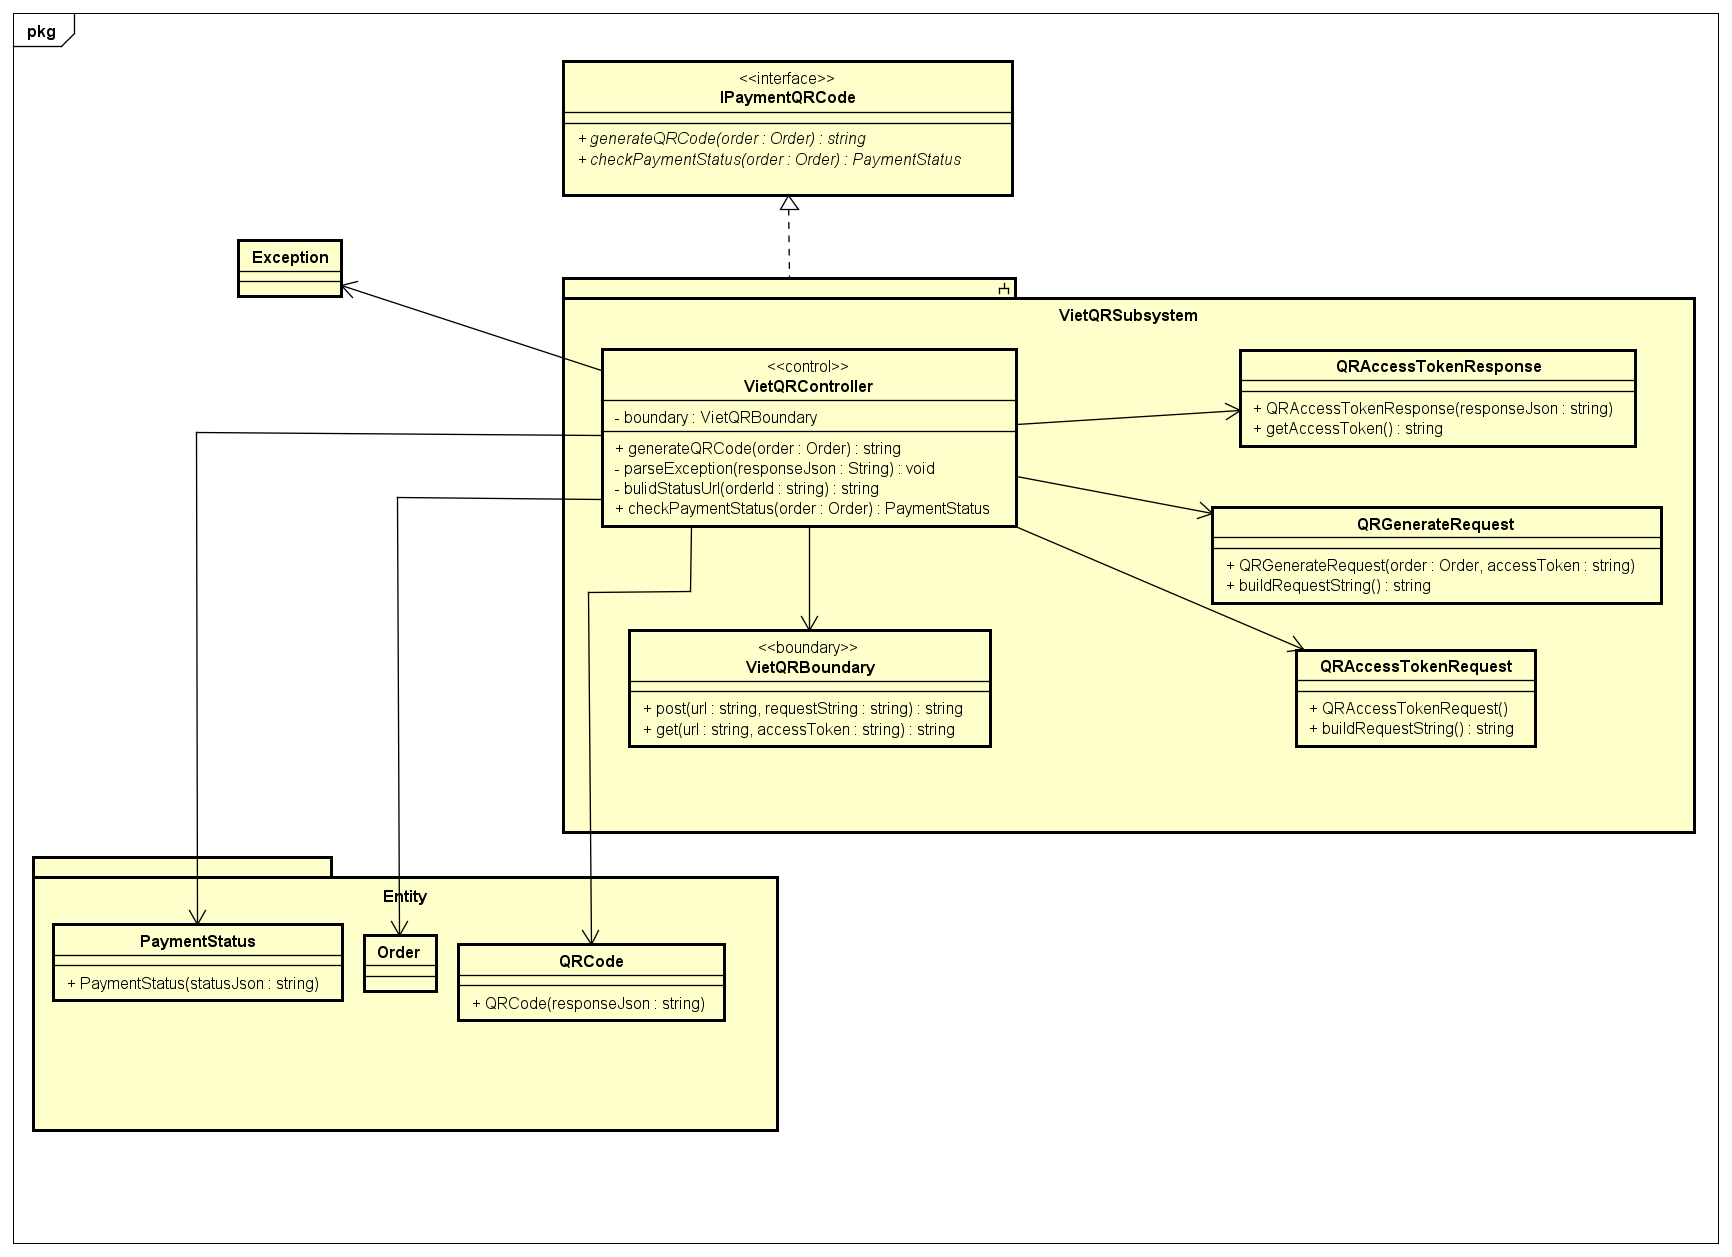 pkg
<<interface>>
IPaymentQRCode
+ generateQRCode(order : Order) : string
+ checkPaymentStatus(order : Order) : PaymentStatus
Exception
VietQRSubsystem
<<control>>
VietQRController
- boundary : VietQRBoundary
+ generateQRCode(order : Order) : string
- parseException(responseJson : String) : void
- bulidStatusUrl(orderId : string) : string
+ checkPaymentStatus(order : Order) : PaymentStatus
QRAccessTokenResponse
+ QRAccessTokenResponse(responseJson : string)
+ getAccessToken() : string
QRGenerateRequest
+ QRGenerateRequest(order : Order, accessToken : string)
+ buildRequestString() : string
<<boundary>>
VietQRBoundary
+ post(url : string, requestString : string) : string
+ get(url : string, accessToken : string) : string
QRAccessTokenRequest
+ QRAccessTokenRequest()
+ buildRequestString() : string
Entity
PaymentStatus
+ PaymentStatus(statusJson : string)
Order
QRCode
+ QRCode(responseJson : string)